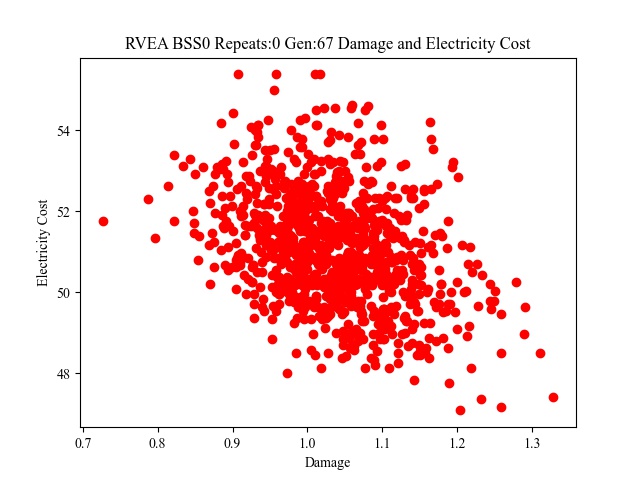 RVEA BSS0 Repeats:0 Gen:67 Damage and Electricity Cost
Electricity Cost
54
52
50
48
0.7 0.8 0.9 1.0 1.1 1.2 1.3
Damage